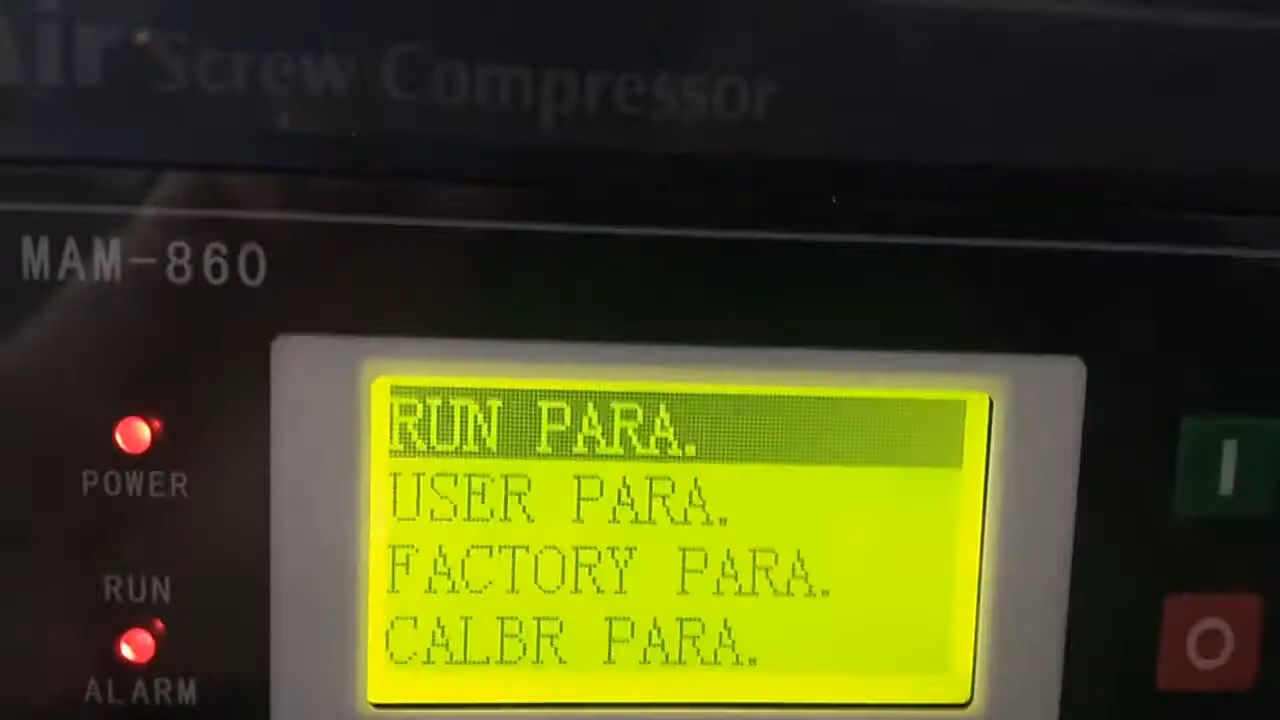 Air Screw Compressor
MAM-860
RUN PARA.
USER PARA.
FACTORY PARA.
CALBR PARA.
POWER
RUN
ALARM
I
O